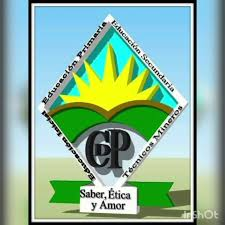 Educación Primaria
Educación Secundaria
Educación Inicial
Técnicos Mineros
CEP
Saber, Ética
y Amor
InShOt